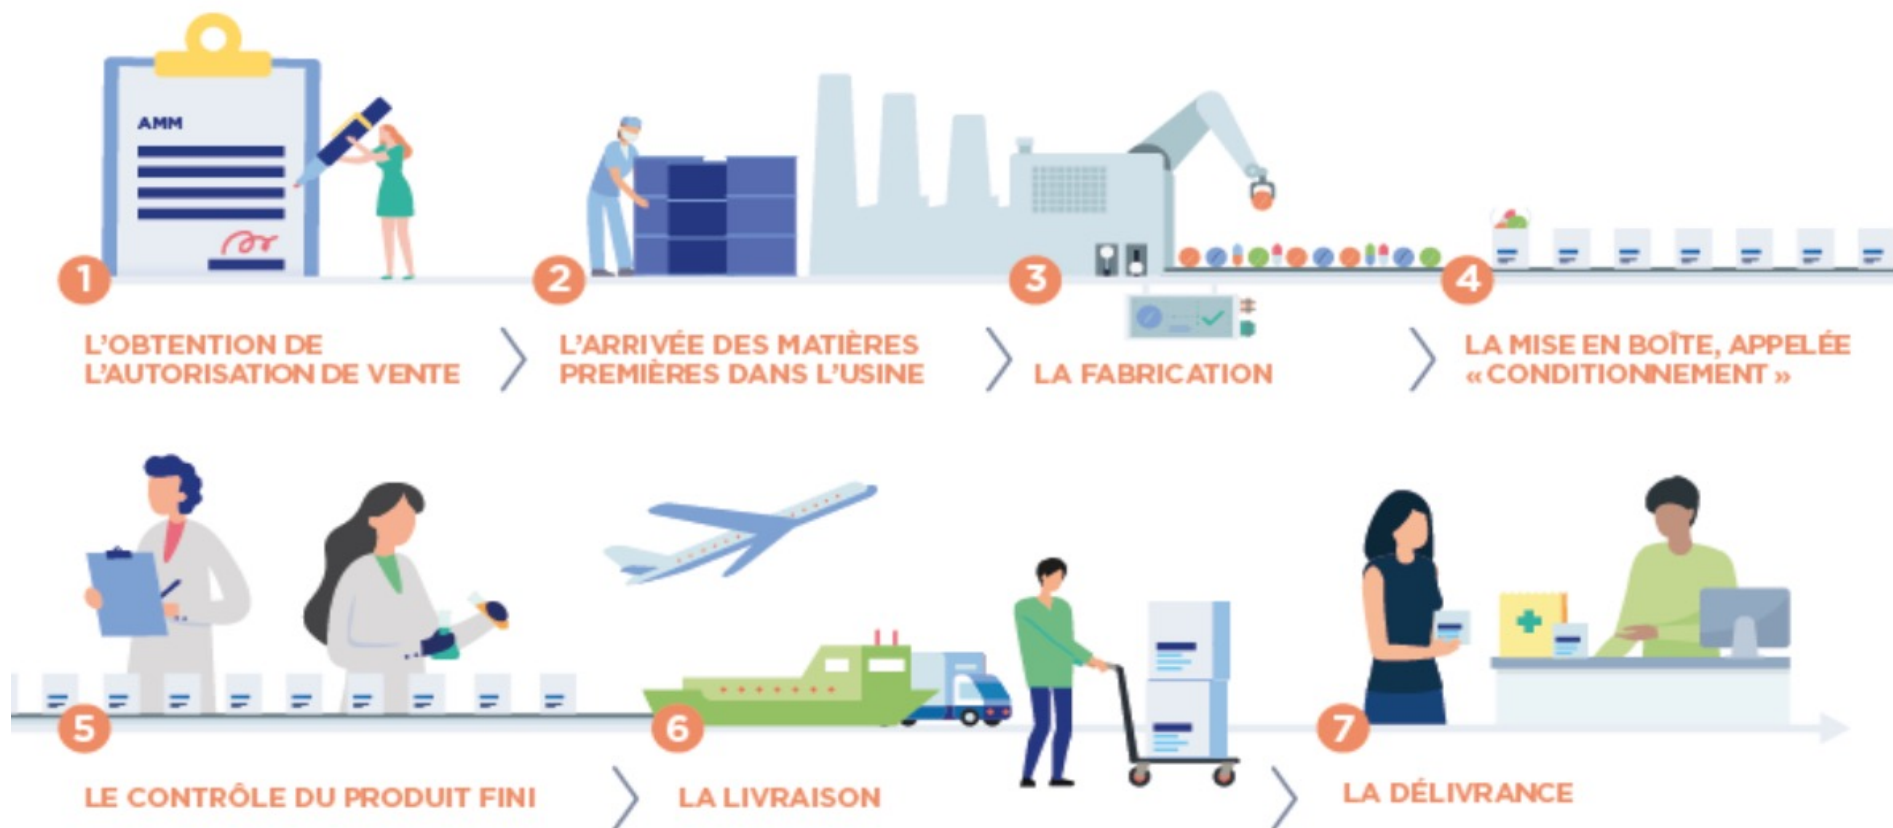 AMM
1
L'OBTENTION DE
L'AUTORISATION DE VENTE
2
L'ARRIVÉE DES MATIÈRES
PREMIÈRES DANS L'USINE
3
LA FABRICATION
4
LA MISE EN BOÎTE, APPELÉE
« CONDITIONNEMENT »
5
LE CONTRÔLE DU PRODUIT FINI
6
LA LIVRAISON
7
LA DÉLIVRANCE